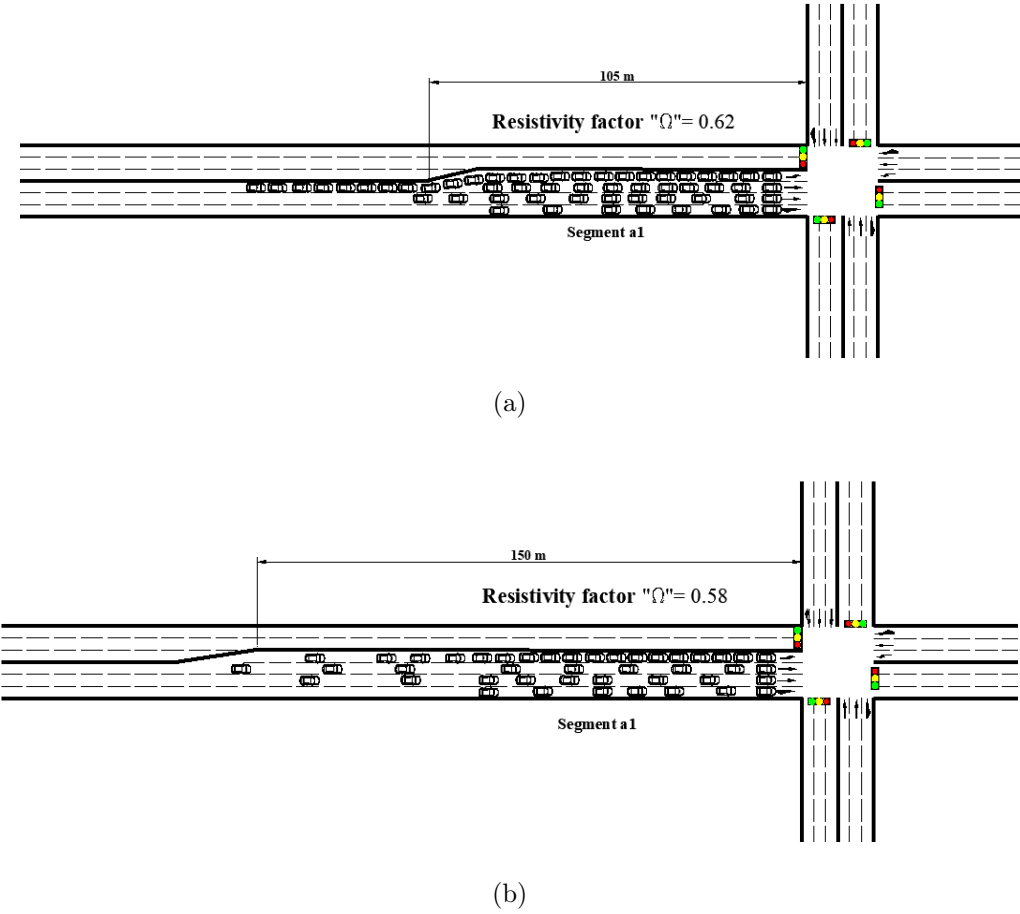 105 m
Resistivity factor "Ω"= 0.62
Segment a1
(a)
150 m
Resistivity factor "Ω"= 0.58
Segment a1
(b)